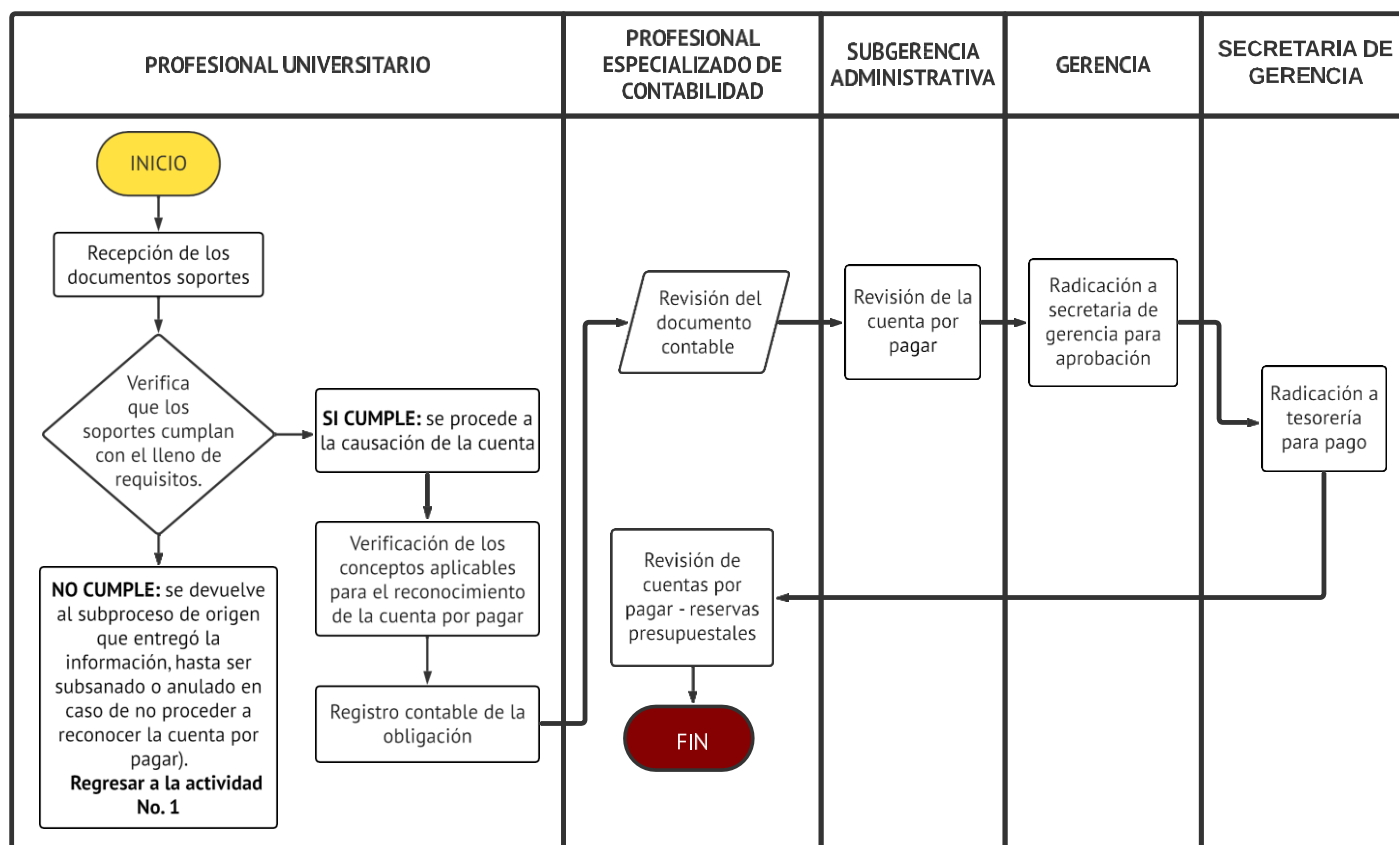 PROFESIONAL UNIVERSITARIO
PROFESIONAL
ESPECIALIZADO DE
CONTABILIDAD
SUBGERENCIA
ADMINISTRATIVA
GERENCIA
SECRETARIA DE
GERENCIA
INICIO
Recepción de los
documentos soportes
Verifica
que los
soportes cumplan
con el lleno de
requisitos.
SI CUMPLE: se procede a
la causación de la cuenta
NO CUMPLE: se devuelve
al subproceso de origen
que entregó la
información, hasta ser
subsanado o anulado en
caso de no proceder a
reconocer la cuenta por
pagar).
Regresar a la actividad
No. 1
Verificación de los
conceptos aplicables
para el reconocimiento
de la cuenta por pagar
Registro contable de la
obligación
Revisión del
documento
contable
Revisión de la
cuenta por
pagar
Radicación a
secretaria de
gerencia para
aprobación
Radicación a
tesorería
para pago
Revisión de
cuentas por
pagar - reservas
presupuestales
FIN